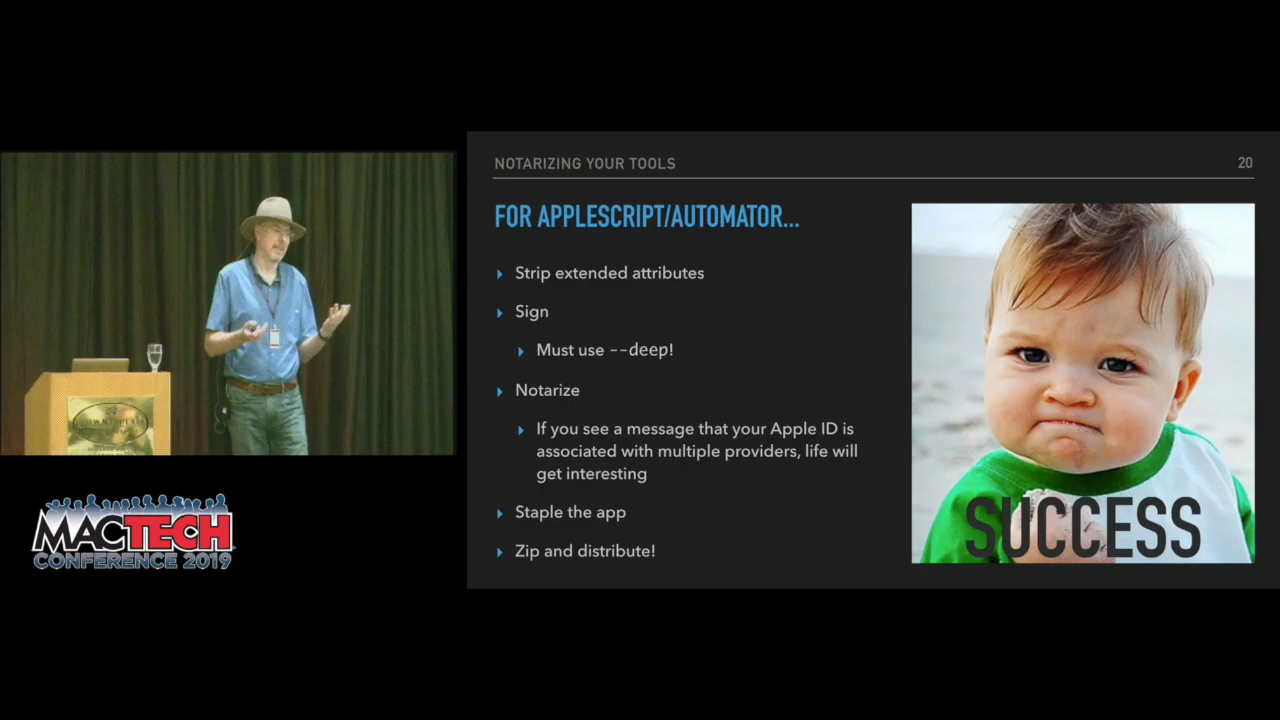 NOTARIZING YOUR TOOLS
20
FOR APPLESCRIPT/AUTOMATOR...
Strip extended attributes
Sign
Must use --deep!
Notarize
If you see a message that your Apple ID is
associated with multiple providers, life will
get interesting
Staple the app
Zip and distribute!
SUCCESS
MACTECH
CONFERENCE 2019